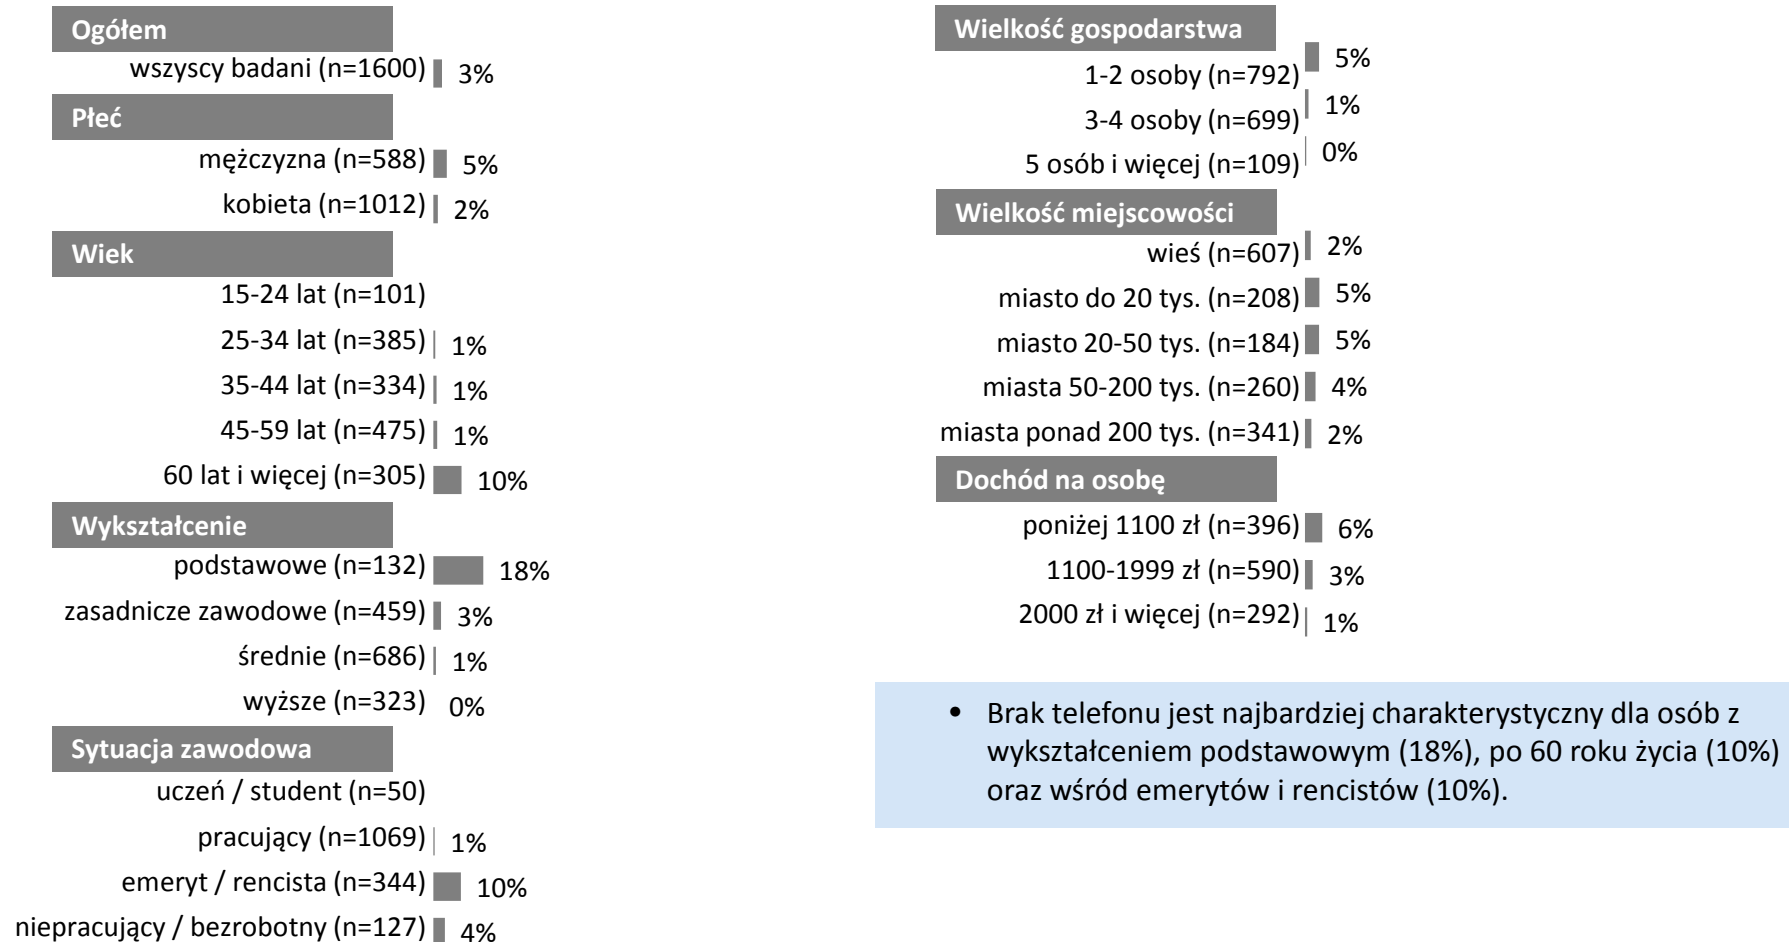 Ogółem
wszyscy badani (n=1600) 3%
Płeć
mężczyzna (n=588) 5%
kobieta (n=1012) 2%
Wiek
15-24 lat (n=101)
25-34 lat (n=385) 1%
35-44 lat (n=334) 1%
45-59 lat (n=475) 1%
60 lat i więcej (n=305) 10%
Wykształcenie
podstawowe (n=132) 18%
zasadnicze zawodowe (n=459) 3%
średnie (n=686) 1%
wyższe (n=323) 0%
Sytuacja zawodowa
uczeń / student (n=50)
pracujący (n=1069) 1%
emeryt / rencista (n=344) 10%
niepracujący / bezrobotny (n=127) 4%
Wielkość gospodarstwa
1-2 osoby (n=792) 5%
3-4 osoby (n=699) 1%
5 osób i więcej (n=109) 0%
Wielkość miejscowości
wieś (n=607) 2%
miasto do 20 tys. (n=208) 5%
miasto 20-50 tys. (n=184) 5%
miasta 50-200 tys. (n=260) 4%
miasta ponad 200 tys. (n=341) 2%
Dochód na osobę
poniżej 1100 zł (n=396) 6%
1100-1999 zł (n=590) 3%
2000 zł i więcej (n=292) 1%
• Brak telefonu jest najbardziej charakterystyczny dla osób z
wykształceniem podstawowym (18%), po 60 roku życia (10%)
oraz wśród emerytów i rencistów (10%).